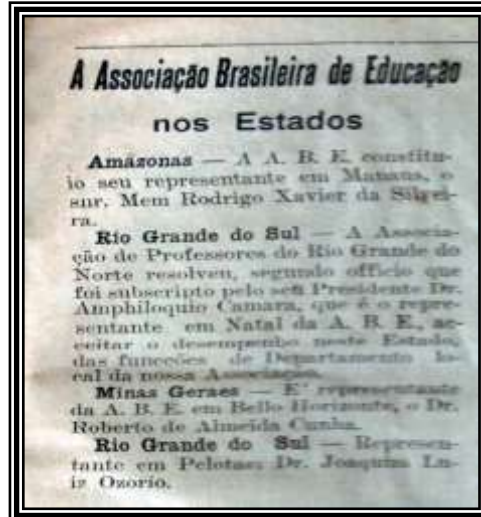 A Associação Brasileira de Educação
nos Estados
Amazonas — A A. B. E. constitu-
io seu representante em Manaus, o
snr. Mem Rodrigo Xavier da Silvei-
ra.
Rio Grande do Sul — A Associa-
ção de Professores do Rio Grande do
Norte resolveu, segundo officio que
foi subscripto pelo seu Presidente Dr.
Amphiloquio Camara, que é o repre-
sentante em Natal da A. B. E., ac-
ceitar o desempenho neste Estado,
das funcções de Departamento lo-
cal da nossa Associação.
Minas Geraes — E' representante
da A. B. E. em Bello Horizonte, o Dr.
Roberto de Almeida Cunha.
Rio Grande do Sul — Represen-
tante em Pelotas: Dr. Joaquim Lu-
iz Ozorio.